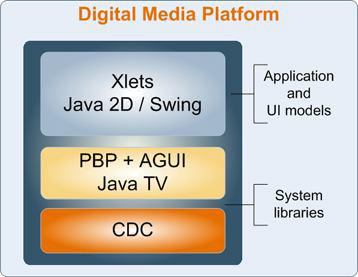 Digital Media Platform
Xlets
Java 2D / Swing
Application
and
UI models
PBP + AGUI
Java TV
System
libraries
CDC